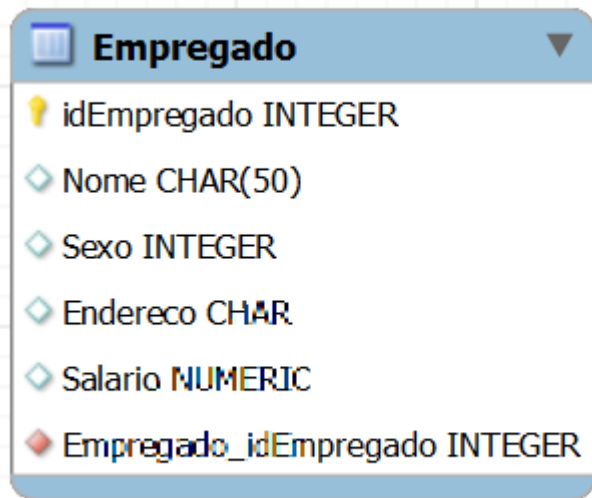 Empregado
idEmpregado INTEGER
Nome CHAR(50)
Sexo INTEGER
Endereco CHAR
Salario NUMERIC
Empregado_idEmpregado INTEGER